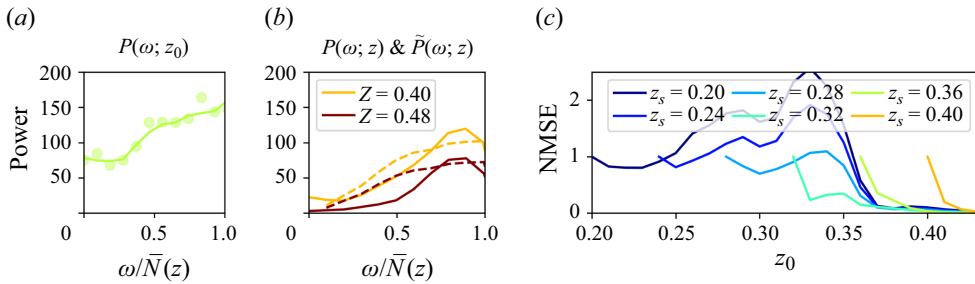 (a)
P(ω; z₀)
200
150
100
50
0
0.5
1.0
Power
ω/N̅(z)
(b)
P(ω; z) & P̃(ω; z)
200
150
100
50
0
0.5
1.0
Z = 0.40
Z = 0.48
ω/N̅(z)
(c)
2
1
0
NMSE
zₛ = 0.20
zₛ = 0.24
zₛ = 0.28
zₛ = 0.32
zₛ = 0.36
zₛ = 0.40
0.20
0.25
0.30
0.35
0.40
z₀